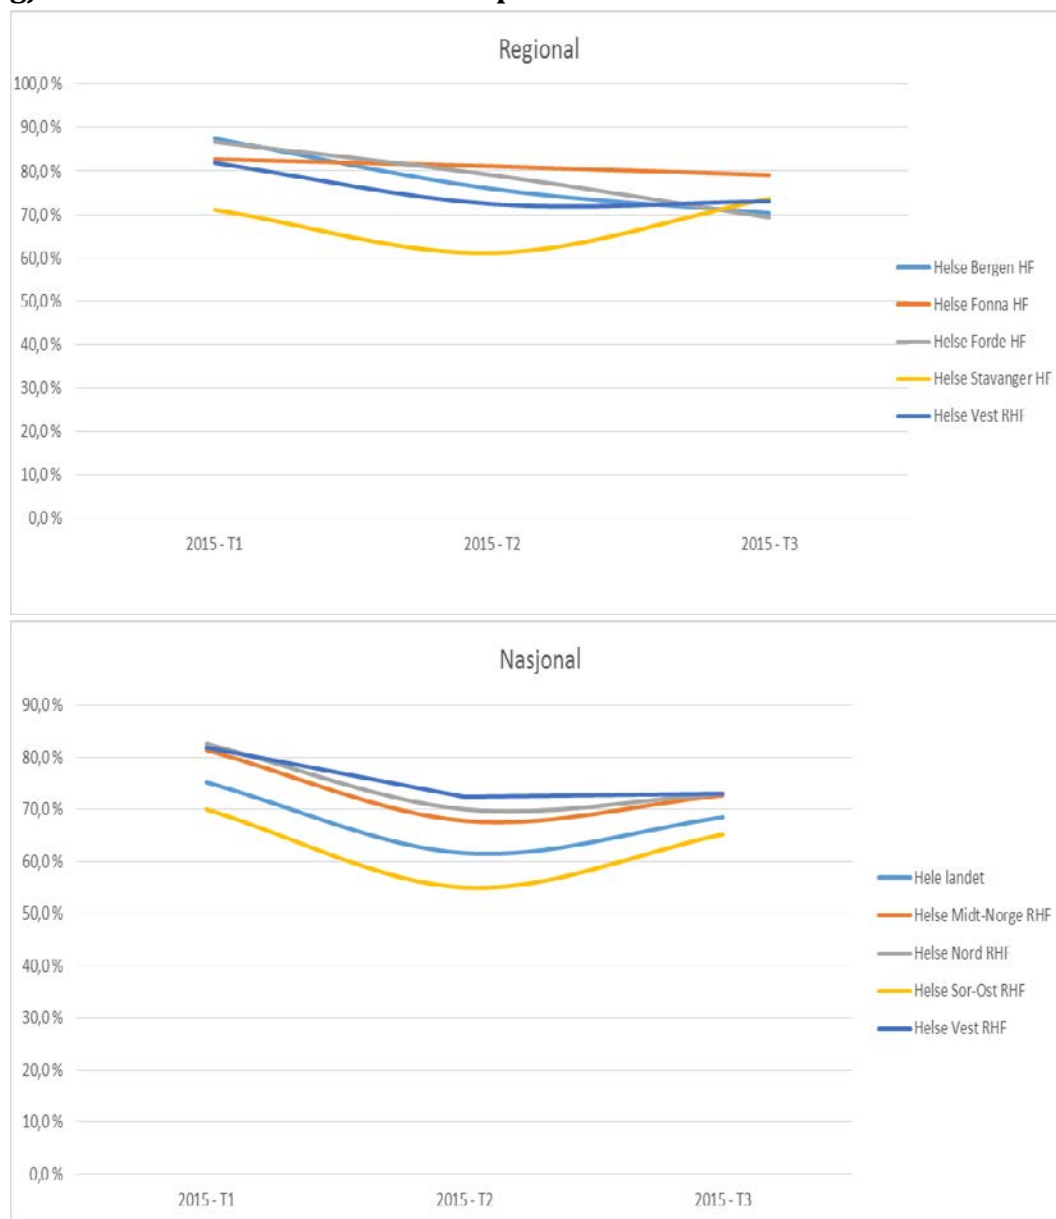 Regional
100,0 %
90,0 %
80,0 %
70,0 %
60,0 %
50,0 %
40,0 %
30,0 %
20,0 %
10,0 %
0,0 %
2015 - T1
2015 - T2
2015 - T3
Helse Bergen HF
Helse Fonna HF
Helse Forde HF
Helse Stavanger HF
Helse Vest RHF
Nasjonal
90,0 %
80,0 %
70,0 %
60,0 %
50,0 %
40,0 %
30,0 %
20,0 %
10,0 %
0,0 %
2015 - T1
2015 - T2
2015 - T3
Hele landet
Helse Midt-Norge RHF
Helse Nord RHF
Helse Sor-Ost RHF
Helse Vest RHF